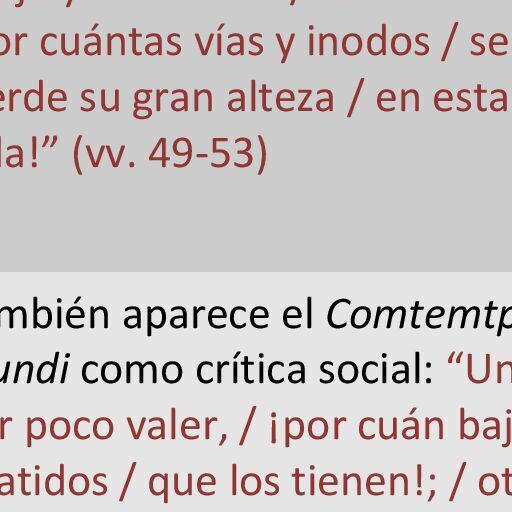 or cuántas vías y inodos / se
erde su gran alteza / en esta
la!” (vv. 49-53)
mbién aparece el Comtemtp
undi como crítica social: “Un
r poco valer, / ¡por cuán baj
atidos / que los tienen!; / ot